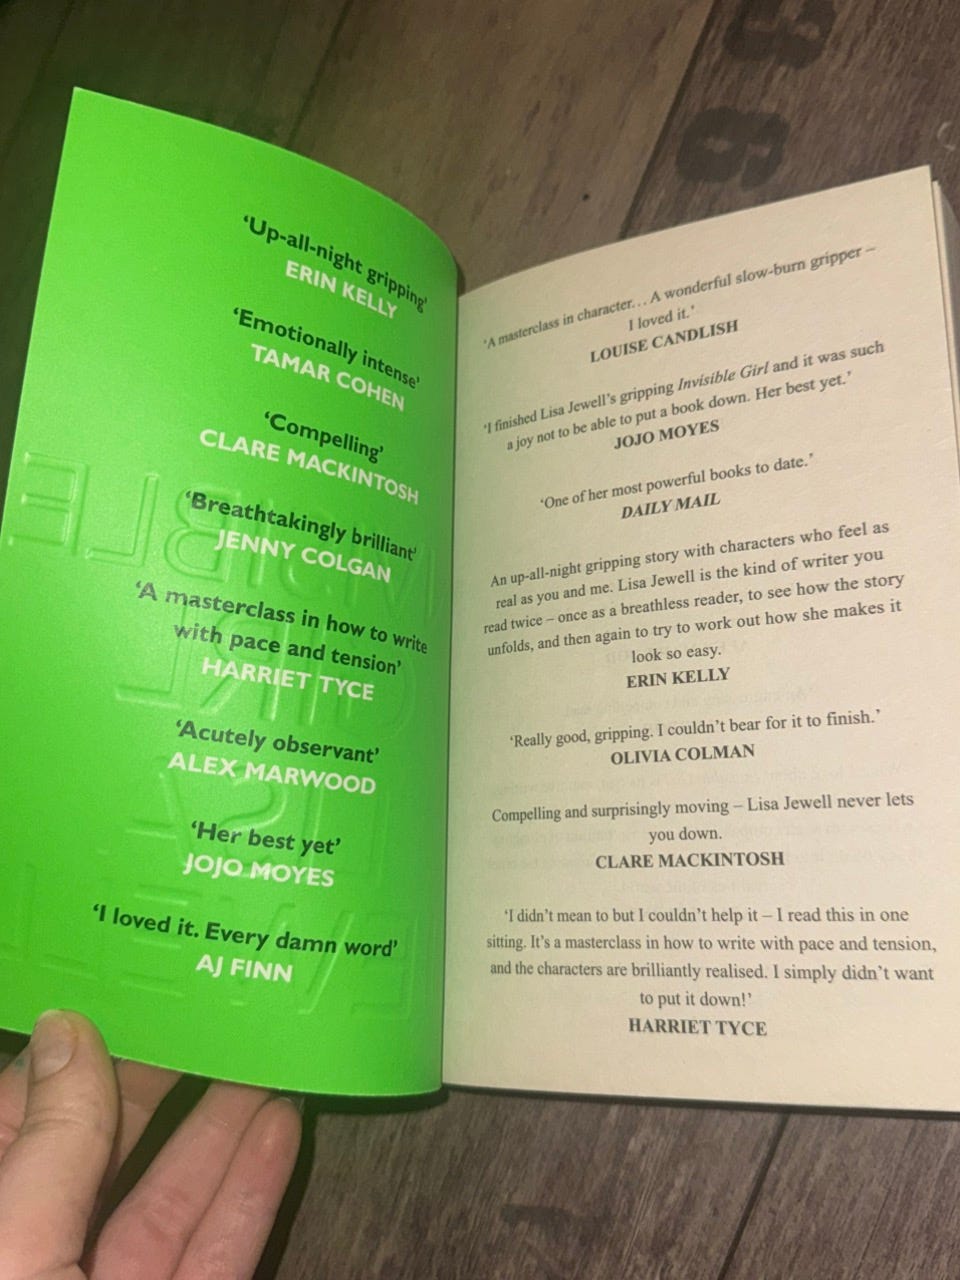 ‘Up-all-night gripping’
ERIN KELLY
‘Emotionally intense’
TAMAR COHEN
‘Compelling’
CLARE MACKINTOSH
‘Breathtakingly brilliant’
JENNY COLGAN
‘A masterclass in how to write
with pace and tension’
HARRIET TYCE
‘Acutely observant’
ALEX MARWOOD
‘Her best yet’
JOJO MOYES
‘I loved it. Every damn word’
AJ FINN
‘A masterclass in character… A wonderful slow-burn gripper –
I loved it.’
LOUISE CANDLISH
‘I finished Lisa Jewell’s gripping Invisible Girl and it was such
a joy not to be able to put a book down. Her best yet.’
JOJO MOYES
‘One of her most powerful books to date.’
DAILY MAIL
An up-all-night gripping story with characters who feel as
real as you and me. Lisa Jewell is the kind of writer you
read twice – once as a breathless reader, to see how the story
unfolds, and then again to try to work out how she makes it
look so easy.
ERIN KELLY
‘Really good, gripping. I couldn’t bear for it to finish.’
OLIVIA COLMAN
Compelling and surprisingly moving – Lisa Jewell never lets
you down.
CLARE MACKINTOSH
‘I didn’t mean to but I couldn’t help it – I read this in one
sitting. It’s a masterclass in how to write with pace and tension,
and the characters are brilliantly realised. I simply didn’t want
to put it down!’
HARRIET TYCE